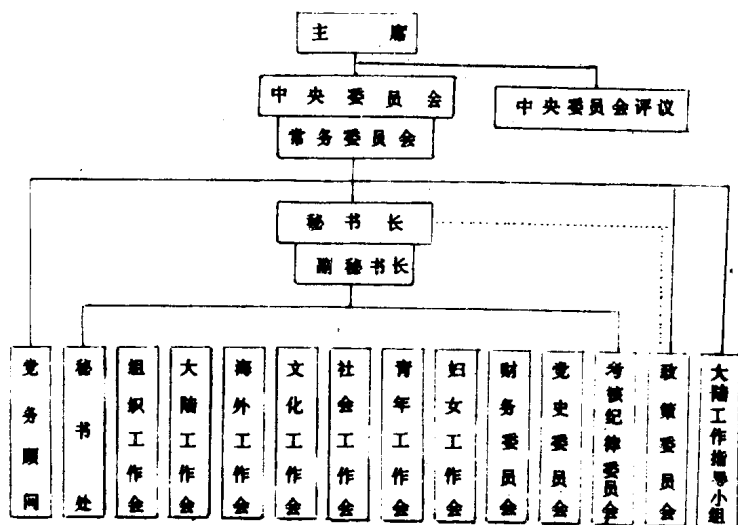 主席
中央委员会
中央委员会评议
常务委员会
秘书长
副秘书长
党务顾问
秘书处
组织工作会
大陆工作会
海外工作会
文化工作会
社会工作会
青年工作会
妇女工作会
财务委员会
党史委员会
考核纪律委员会
政策委员会
大陆工作指导小组